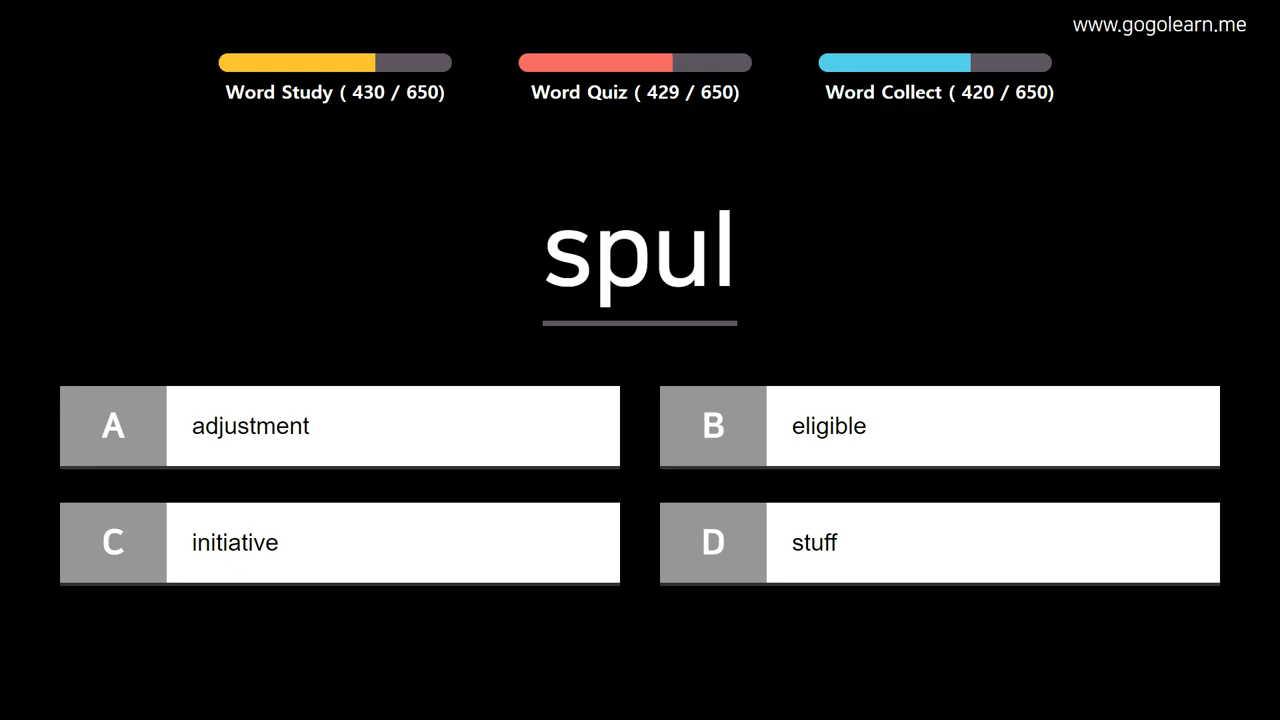 www.gogolearn.me
Word Study ( 430 / 650)
Word Quiz ( 429 / 650)
Word Collect ( 420 / 650)
spul
A adjustment
B eligible
C initiative
D stuff